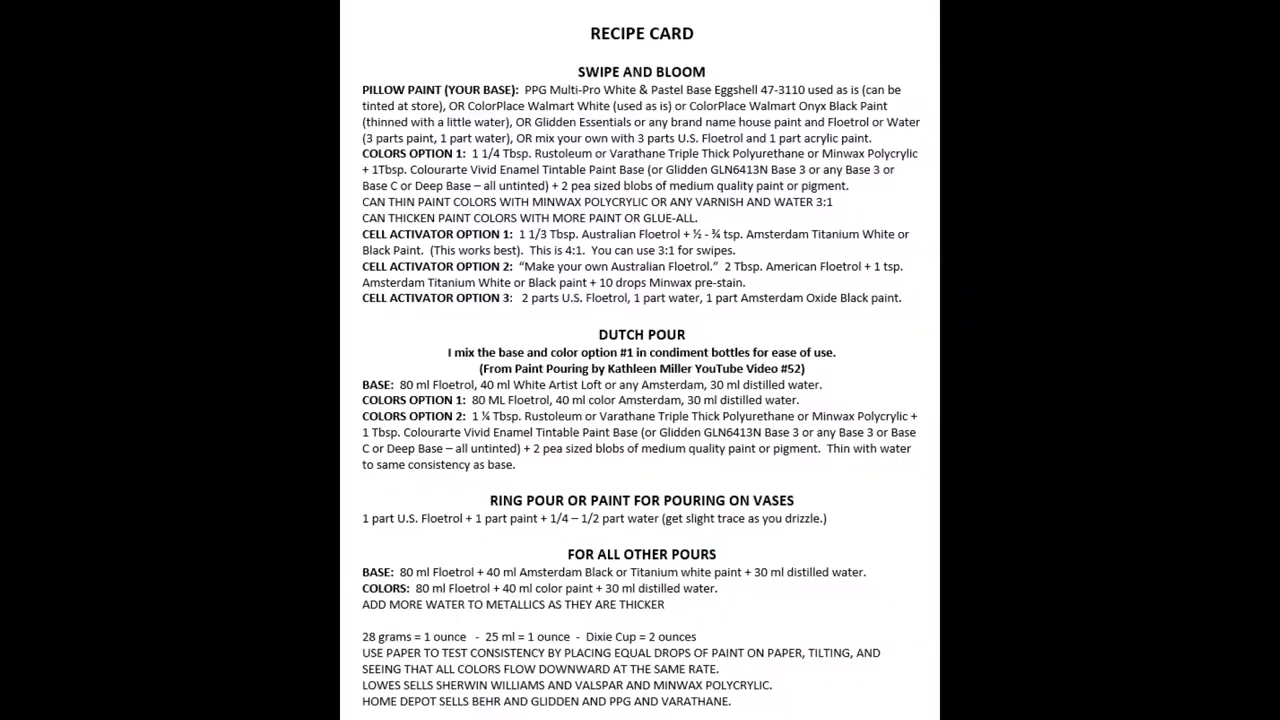 RECIPE CARD
SWIPE AND BLOOM
PILLOW PAINT (YOUR BASE): PPG Multi-Pro White & Pastel Base Eggshell 47-3110 used as is (can be
tinted at store), OR ColorPlace Walmart White (used as is) or ColorPlace Walmart Onyx Black Paint
(thinned with a little water), OR Glidden Essentials or any brand name house paint and Floetrol or Water
(3 parts paint, 1 part water), OR mix your own with 3 parts U.S. Floetrol and 1 part acrylic paint.
COLORS OPTION 1: 1 1/4 Tbsp. Rustoleum or Varathane Triple Thick Polyurethane or Minwax Polycrylic
+ 1Tbsp. Colourarte Vivid Enamel Tintable Paint Base (or Glidden GLN6413N Base 3 or any Base 3 or
Base C or Deep Base – all untinted) + 2 pea sized blobs of medium quality paint or pigment.
CAN THIN PAINT COLORS WITH MINWAX POLYCRYLIC OR ANY VARNISH AND WATER 3:1
CAN THICKEN PAINT COLORS WITH MORE PAINT OR GLUE-ALL.
CELL ACTIVATOR OPTION 1: 1 1/3 Tbsp. Australian Floetrol + ½ - ¾ tsp. Amsterdam Titanium White or
Black Paint. (This works best). This is 4:1. You can use 3:1 for swipes.
CELL ACTIVATOR OPTION 2: “Make your own Australian Floetrol.” 2 Tbsp. American Floetrol + 1 tsp.
Amsterdam Titanium White or Black paint + 10 drops Minwax pre-stain.
CELL ACTIVATOR OPTION 3: 2 parts U.S. Floetrol, 1 part water, 1 part Amsterdam Oxide Black paint.
DUTCH POUR
I mix the base and color option #1 in condiment bottles for ease of use.
(From Paint Pouring by Kathleen Miller YouTube Video #52)
BASE: 80 ml Floetrol, 40 ml White Artist Loft or any Amsterdam, 30 ml distilled water.
COLORS OPTION 1: 80 ML Floetrol, 40 ml color Amsterdam, 30 ml distilled water.
COLORS OPTION 2: 1 ¼ Tbsp. Rustoleum or Varathane Triple Thick Polyurethane or Minwax Polycrylic +
1 Tbsp. Colourarte Vivid Enamel Tintable Paint Base (or Glidden GLN6413N Base 3 or any Base 3 or Base
C or Deep Base – all untinted) + 2 pea sized blobs of medium quality paint or pigment. Thin with water
to same consistency as base.
RING POUR OR PAINT FOR POURING ON VASES
1 part U.S. Floetrol + 1 part paint + 1/4 – 1/2 part water (get slight trace as you drizzle.)
FOR ALL OTHER POURS
BASE: 80 ml Floetrol + 40 ml Amsterdam Black or Titanium white paint + 30 ml distilled water.
COLORS: 80 ml Floetrol + 40 ml color paint + 30 ml distilled water.
ADD MORE WATER TO METALLICS AS THEY ARE THICKER
28 grams = 1 ounce - 25 ml = 1 ounce - Dixie Cup = 2 ounces
USE PAPER TO TEST CONSISTENCY BY PLACING EQUAL DROPS OF PAINT ON PAPER, TILTING, AND
SEEING THAT ALL COLORS FLOW DOWNWARD AT THE SAME RATE.
LOWES SELLS SHERWIN WILLIAMS AND VALSPAR AND MINWAX POLYCRYLIC.
HOME DEPOT SELLS BEHR AND GLIDDEN AND PPG AND VARATHANE.